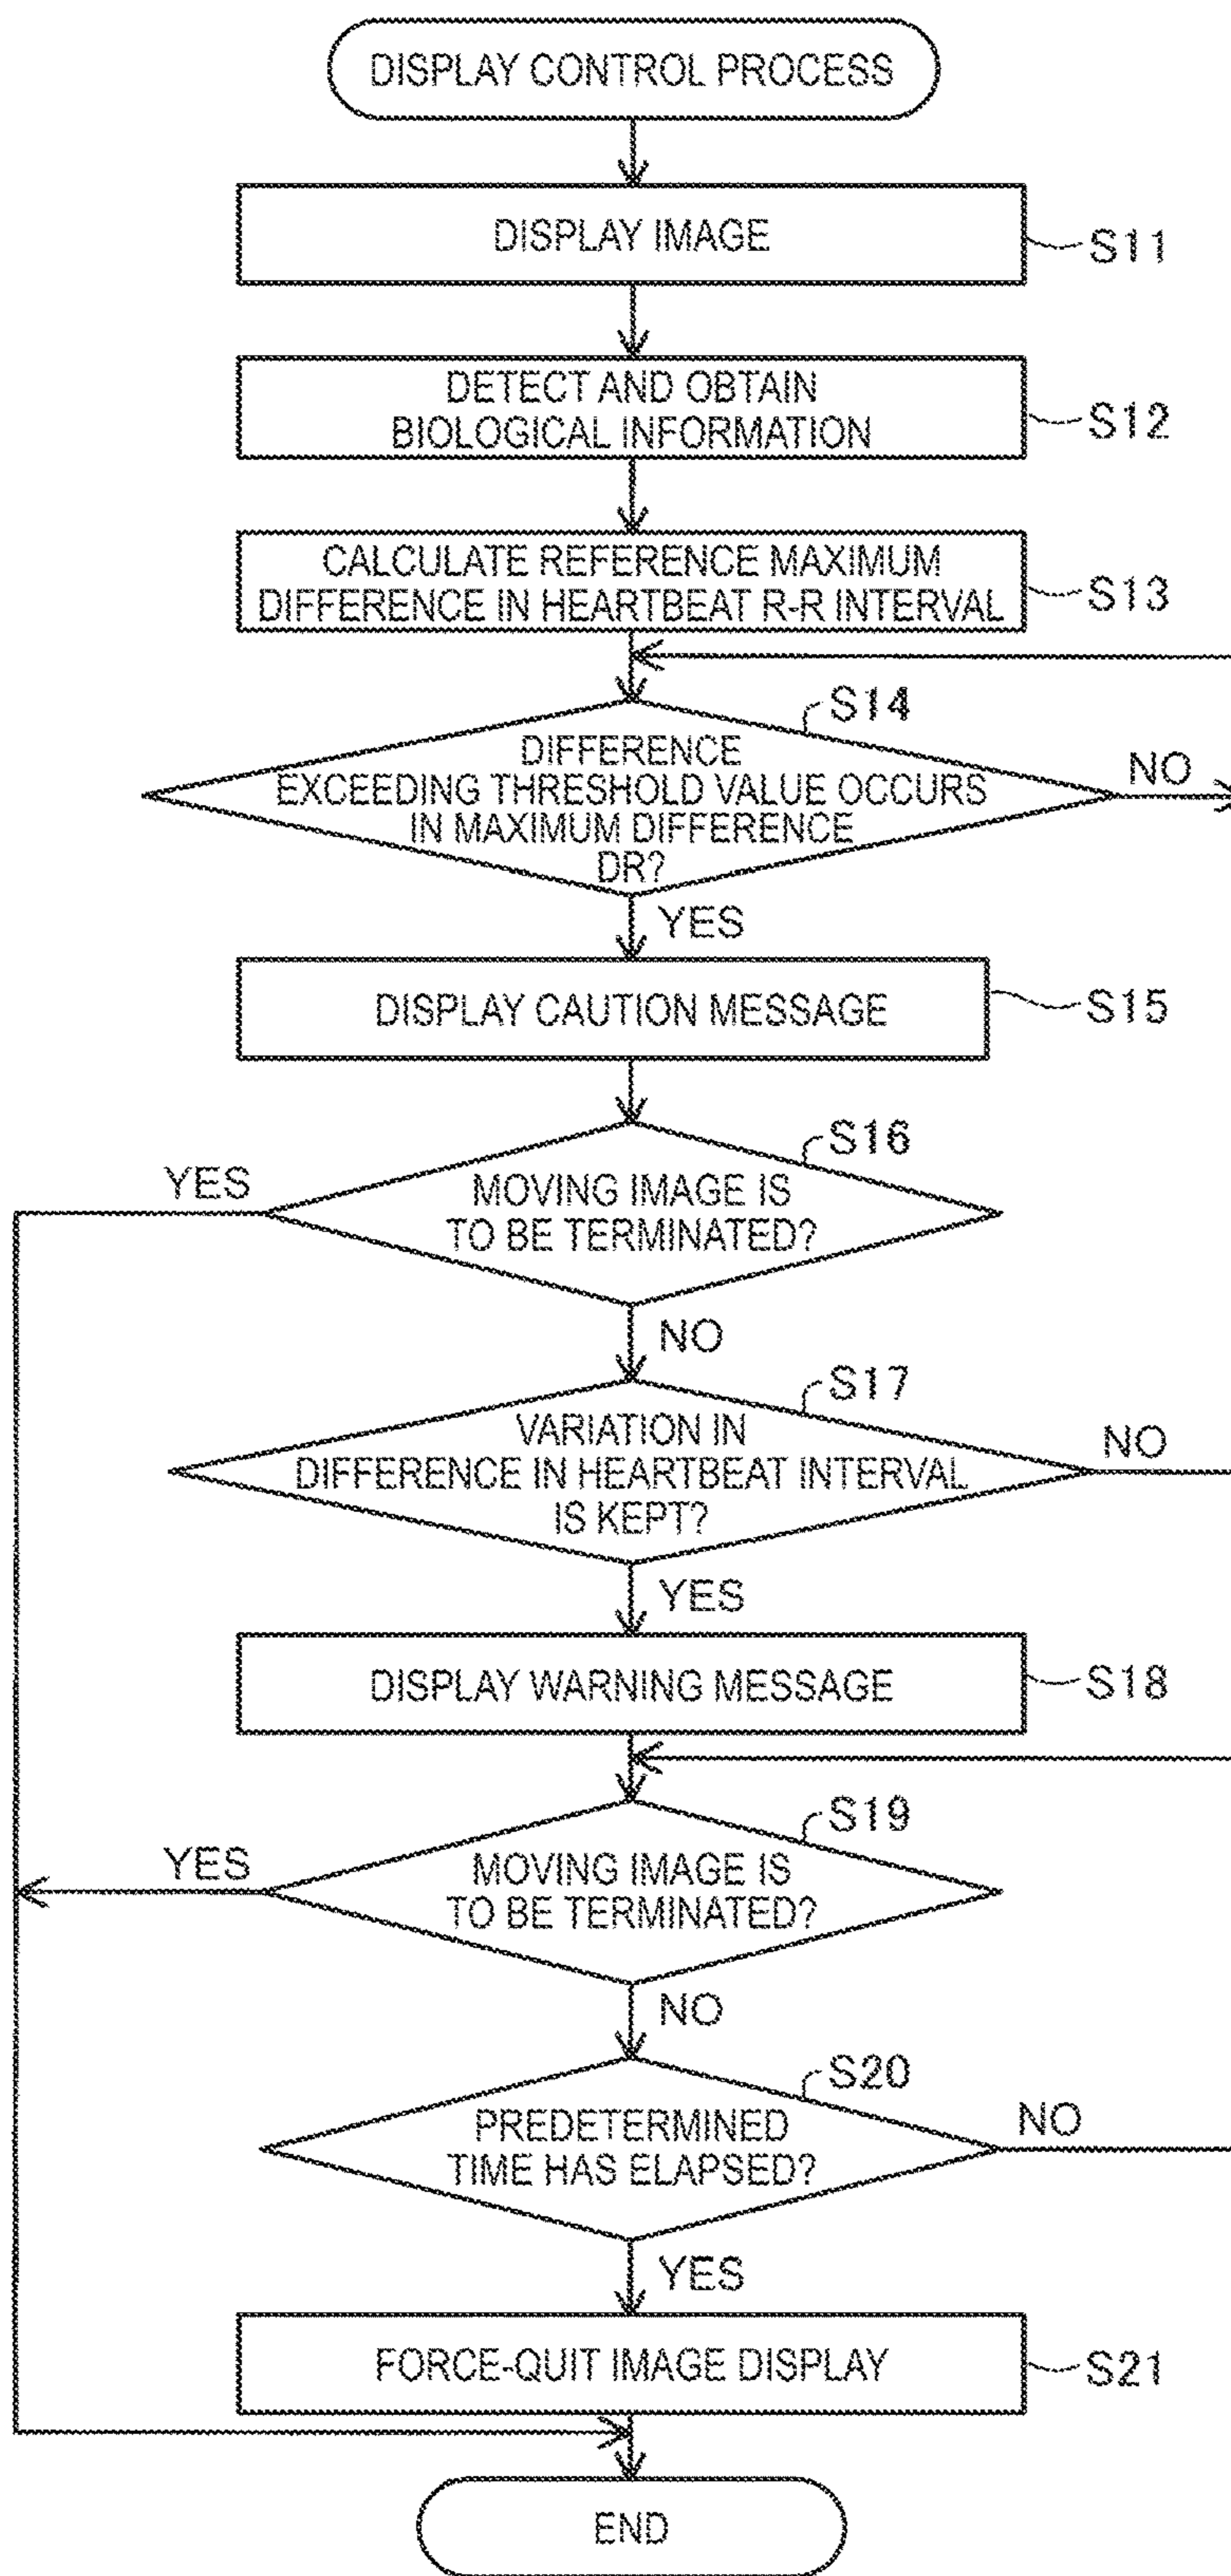 DISPLAY CONTROL PROCESS
DISPLAY IMAGE
S11
DETECT AND OBTAIN
BIOLOGICAL INFORMATION
S12
CALCULATE REFERENCE MAXIMUM
DIFFERENCE IN HEARTBEAT R-R INTERVAL
S13
S14
DIFFERENCE
EXCEEDING THRESHOLD VALUE OCCURS
IN MAXIMUM DIFFERENCE
DR?
NO
YES
DISPLAY CAUTION MESSAGE
S15
S16
YES
MOVING IMAGE IS
TO BE TERMINATED?
NO
S17
VARIATION IN
DIFFERENCE IN HEARTBEAT INTERVAL
IS KEPT?
NO
YES
DISPLAY WARNING MESSAGE
S18
S19
YES
MOVING IMAGE IS
TO BE TERMINATED?
NO
S20
PREDETERMINED
TIME HAS ELAPSED?
NO
YES
FORCE-QUIT IMAGE DISPLAY
S21
END